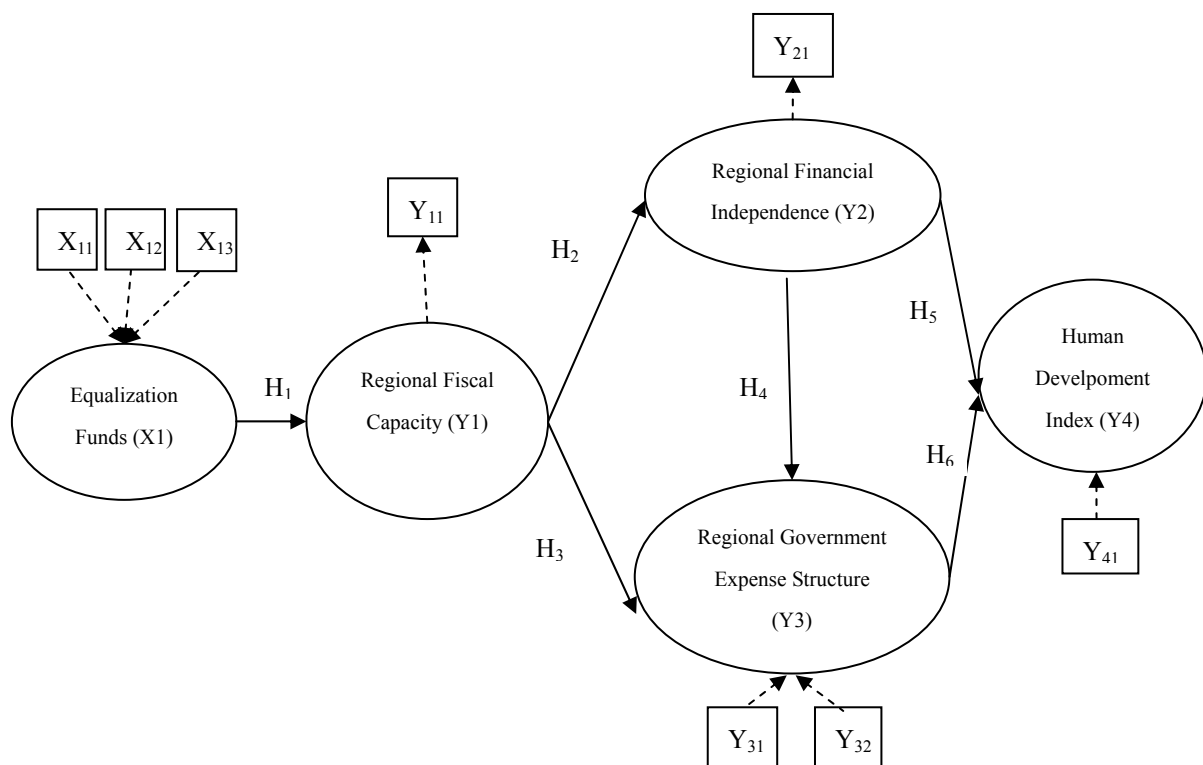 Y₂₁
Regional Financial
Independence (Y2)
Y₁₁
X₁₁ X₁₂ X₁₃
H₂
H₅
Human
Develpoment
Index (Y4)
Equalization
Funds (X1)
H₁
Regional Fiscal
Capacity (Y1)
H₄
H₆
H₃
Regional Government
Expense Structure
(Y3)
Y₄₁
Y₃₁ Y₃₂